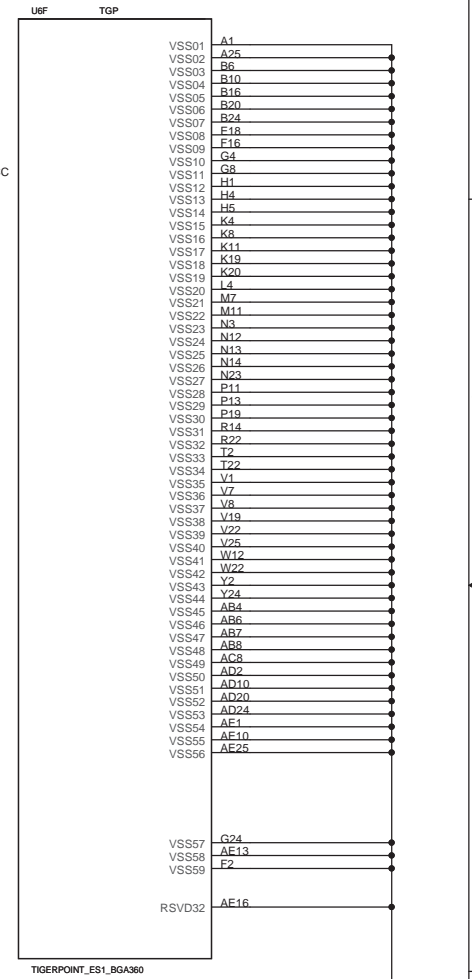 U6F TGP
VSS01 A1
VSS02 A25
VSS03 B6
VSS04 B10
VSS05 B16
VSS06 B20
VSS07 B24
VSS08 E18
VSS09 F16
VSS10 G4
VSS11 G8
VSS12 H1
VSS13 H4
VSS14 H5
VSS15 K4
VSS16 K8
VSS17 K11
VSS18 K19
VSS19 K20
VSS20 L4
VSS21 M7
VSS22 M11
VSS23 N3
VSS24 N12
VSS25 N13
VSS26 N14
VSS27 N23
VSS28 P11
VSS29 P13
VSS30 P19
VSS31 R14
VSS32 R22
VSS33 T2
VSS34 T22
VSS35 V1
VSS36 V7
VSS37 V8
VSS38 V19
VSS39 V22
VSS40 V25
VSS41 W12
VSS42 W22
VSS43 Y2
VSS44 Y24
VSS45 AB4
VSS46 AB6
VSS47 AB7
VSS48 AB8
VSS49 AC8
VSS50 AD2
VSS51 AD10
VSS52 AD20
VSS53 AD24
VSS54 AE1
VSS55 AE10
VSS56 AE25
VSS57 G24
VSS58 AE13
VSS59 F2
RSVD32 AE16
TIGERPOINT_ES1_BGA360